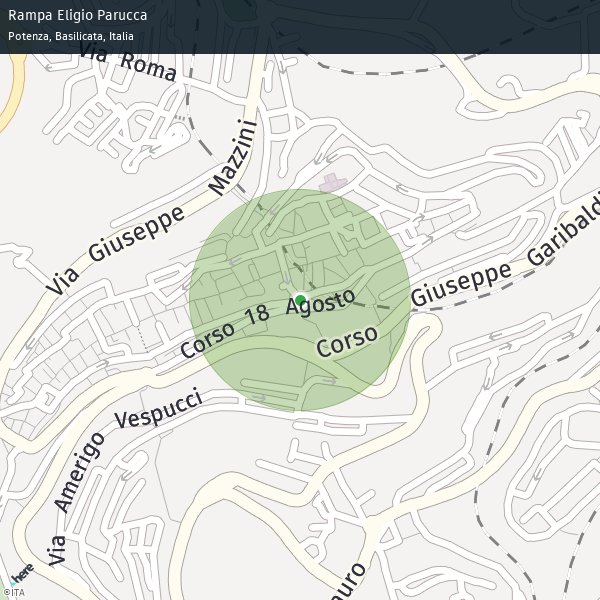 Rampa Eligio Parucca
Potenza, Basilicata, Italia
Via Roma
Via Giuseppe Mazzini
Corso 18 Agosto
Corso Giuseppe Garibaldi
Via Amerigo Vespucci
auro
here
©ITA